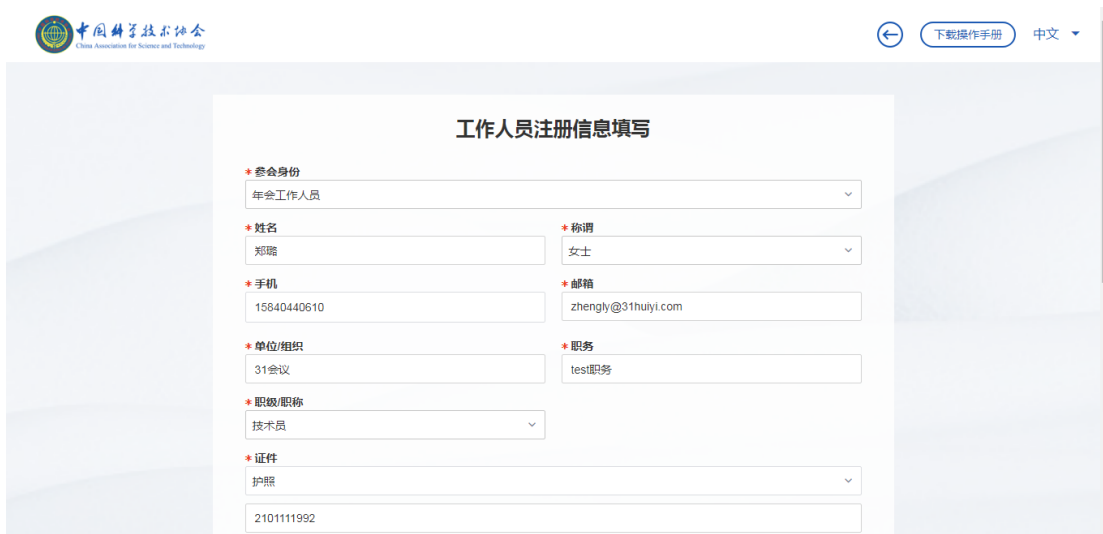 中国科学技术协会
China Association for Science and Technology
下载操作手册
中文
工作人员注册信息填写
* 参会身份
年会工作人员
* 姓名
* 称谓
郑璐
女士
* 手机
* 邮箱
15840440610
zhengly@31huiyi.com
* 单位/组织
* 职务
31会议
test职务
* 职级/职称
技术员
* 证件
护照
2101111992